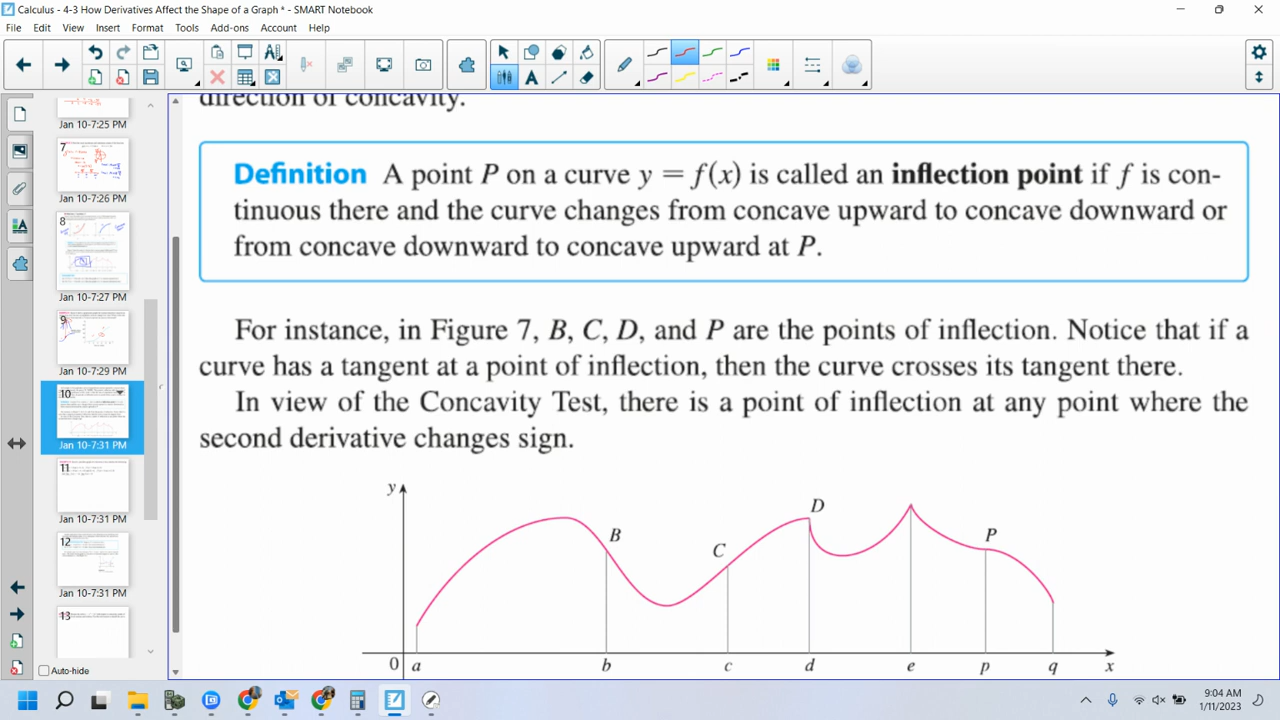 Calculus - 4-3 How Derivatives Affect the Shape of a Graph * - SMART Notebook
File Edit View Insert Format Tools Add-ons Account Help
direction of concavity.
Definition A point P on a curve y = f(x) is called an inflection point if f is con-
tinuous there and the curve changes from concave upward to concave downward or
from concave downward to concave upward at P.
For instance, in Figure 7, B, C, D, and P are the points of inflection. Notice that if a
curve has a tangent at a point of inflection, then the curve crosses its tangent there.
In view of the Concavity Test, there is a point of inflection at any point where the
second derivative changes sign.
y
B
C
D
P
0 a b c d e p q x
Jan 10-7:25 PM
7
Jan 10-7:26 PM
8
Jan 10-7:27 PM
9
Jan 10-7:29 PM
10
Jan 10-7:31 PM
11
Jan 10-7:31 PM
12
Jan 10-7:31 PM
13
Auto-hide
9:04 AM
1/11/2023